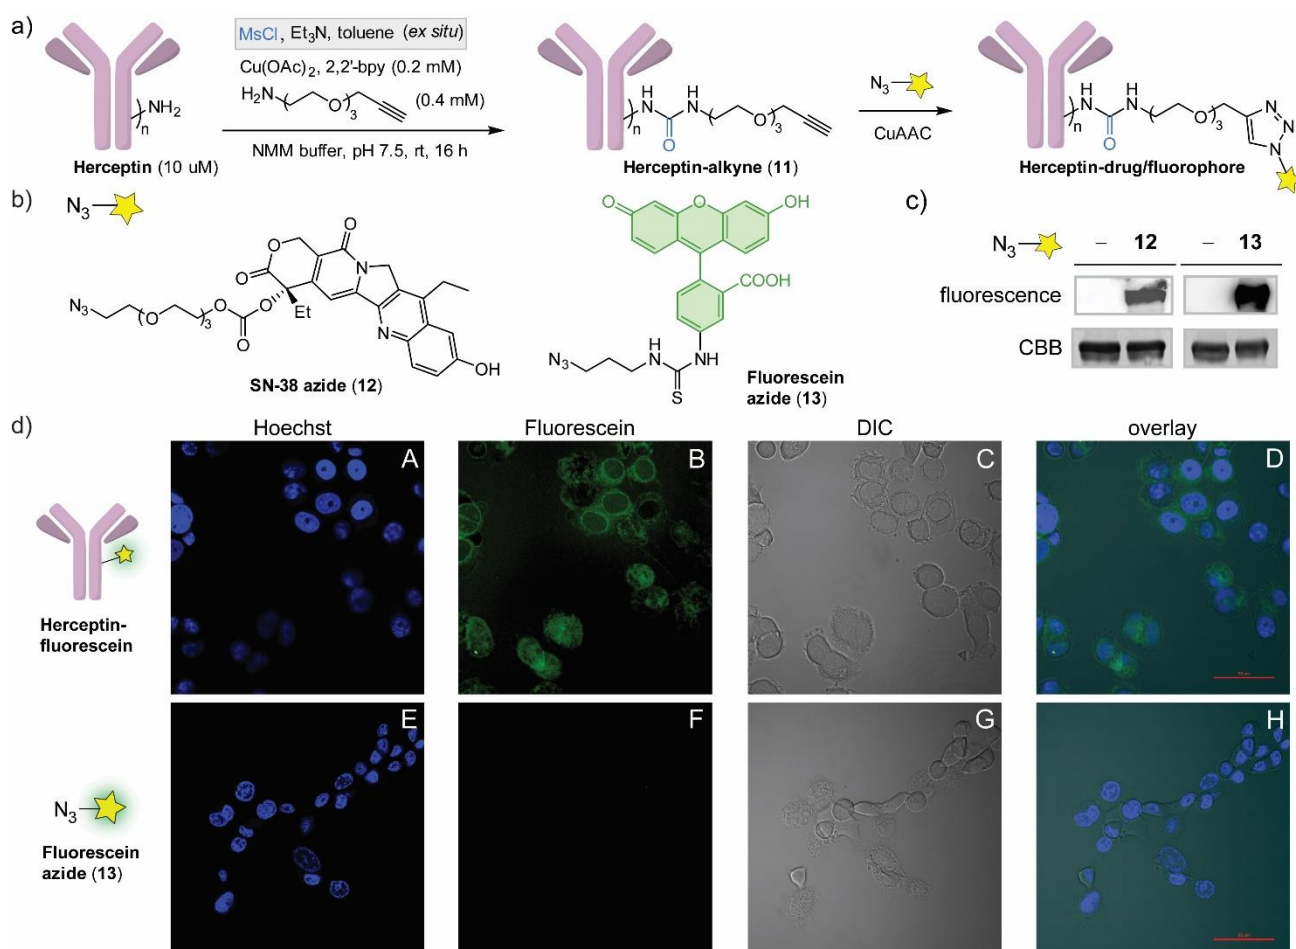 a)
MsCl, Et₃N, toluene (ex situ)
Cu(OAc)₂, 2,2'-bpy (0.2 mM)
H₂N O 3 (0.4 mM)
NH₂
n
NMM buffer, pH 7.5, rt, 16 h
Herceptin (10 uM)
H N H N O 3
n
O
Herceptin-alkyne (11)
N₃
CuAAC
H N H N O 3 N N N
n
O
Herceptin-drug/fluorophore
b)
N₃
O O O N
N₃ O 3 O O O Et N
OH
SN-38 azide (12)
O O OH
COOH
N₃ H N NH
S
Fluorescein
azide (13)
c)
N₃ – 12 – 13
fluorescence
CBB
d)
Hoechst Fluorescein DIC overlay
A B C D
Herceptin-
fluorescein
E F G H
N₃
Fluorescein
azide (13)